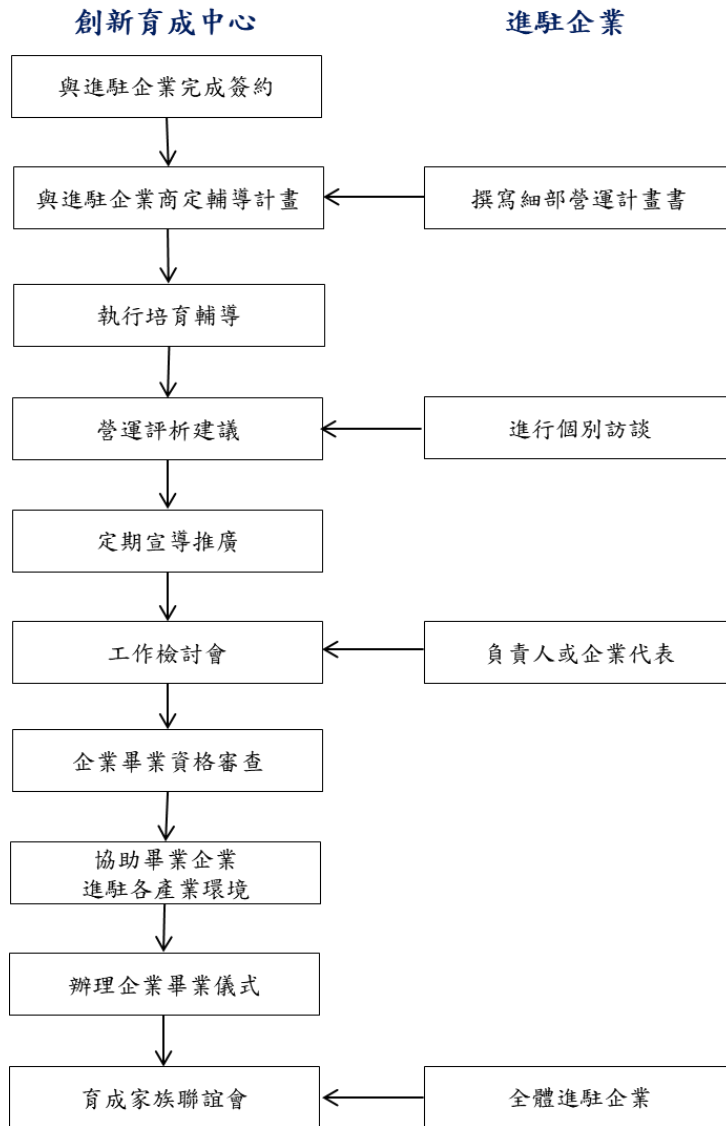 創新育成中心
進駐企業
與進駐企業完成簽約
與進駐企業商定輔導計畫
撰寫細部營運計畫書
執行培育輔導
營運評析建議
進行個別訪談
定期宣導推廣
工作檢討會
負責人或企業代表
企業畢業資格審查
協助畢業企業
進駐各產業環境
辦理企業畢業儀式
育成家族聯誼會
全體進駐企業